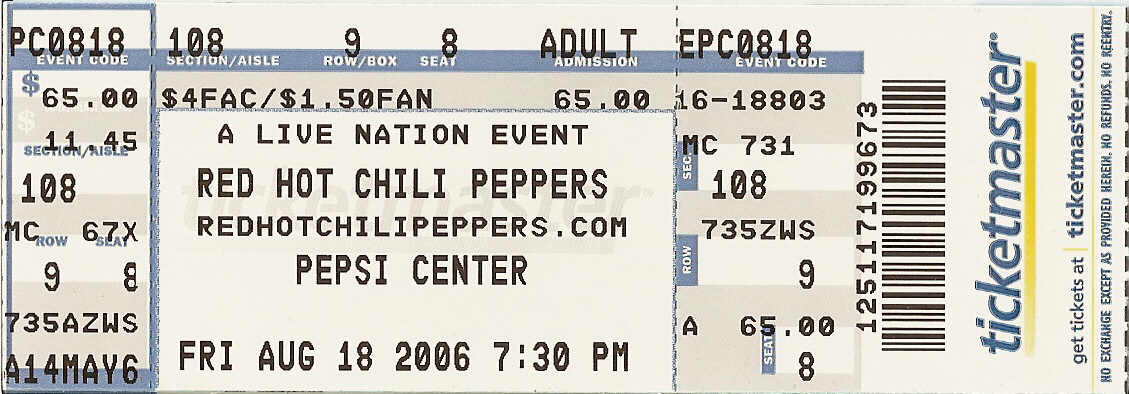 PC0818 108 9 8 ADULT EPC0818
EVENT CODE SECTION/AISLE ROW/BOX SEAT ADMISSION EVENT CODE
$ 65.00 $4FAC/$1.50FAN 65.00 16-18803
$ 11.45 A LIVE NATION EVENT MC 731
SECTION/AISLE SEC
108 RED HOT CHILI PEPPERS 108
ticketmaster
MC 67X REDHOTCHILIPEPPERS.COM 735ZWS
ROW SEAT ROW
9 8 PEPSI CENTER 9
735AZWS A 65.00
SEAT
A14MAY6 FRI AUG 18 2006 7:30 PM 8
125117199673
ticketmaster
get tickets at | ticketmaster.com
NO EXCHANGE EXCEPT AS PROVIDED HEREIN. NO REFUNDS. NO REENTRY.